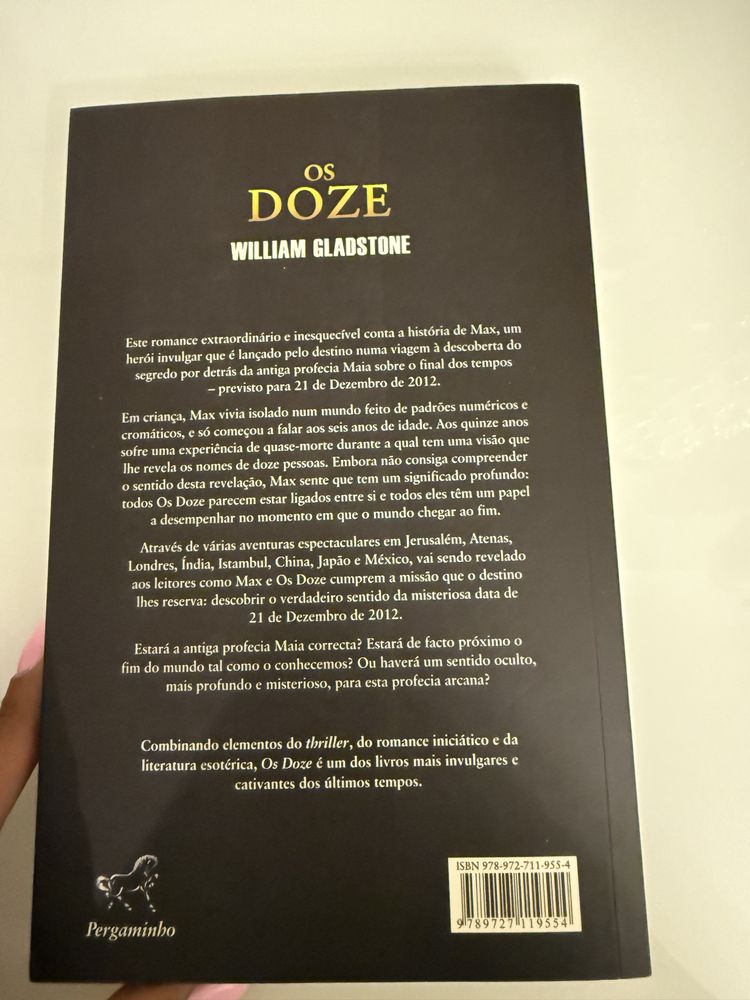 OS
DOZE
WILLIAM GLADSTONE
Este romance extraordinário e inesquecível conta a história de Max, um
herói invulgar que é lançado pelo destino numa viagem à descoberta do
segredo por detrás da antiga profecia Maia sobre o final dos tempos
– previsto para 21 de Dezembro de 2012.
Em criança, Max vivia isolado num mundo feito de padrões numéricos e
cromáticos, e só começou a falar aos seis anos de idade. Aos quinze anos
sofre uma experiência de quase-morte durante a qual tem uma visão que
lhe revela os nomes de doze pessoas. Embora não consiga compreender
o sentido desta revelação, Max sente que tem um significado profundo:
todos Os Doze parecem estar ligados entre si e todos eles têm um papel
a desempenhar no momento em que o mundo chegar ao fim.
Através de várias aventuras espectaculares em Jerusalém, Atenas,
Londres, Índia, Istambul, China, Japão e México, vai sendo revelado
aos leitores como Max e Os Doze cumprem a missão que o destino
lhes reserva: descobrir o verdadeiro sentido da misteriosa data de
21 de Dezembro de 2012.
Estará a antiga profecia Maia correcta? Estará de facto próximo o
fim do mundo tal como o conhecemos? Ou haverá um sentido oculto,
mais profundo e misterioso, para esta profecia arcana?
Combinando elementos do thriller, do romance iniciático e da
literatura esotérica, Os Doze é um dos livros mais invulgares e
cativantes dos últimos tempos.
ISBN 978-972-711-955-4
9 789727 119554
Pergaminho